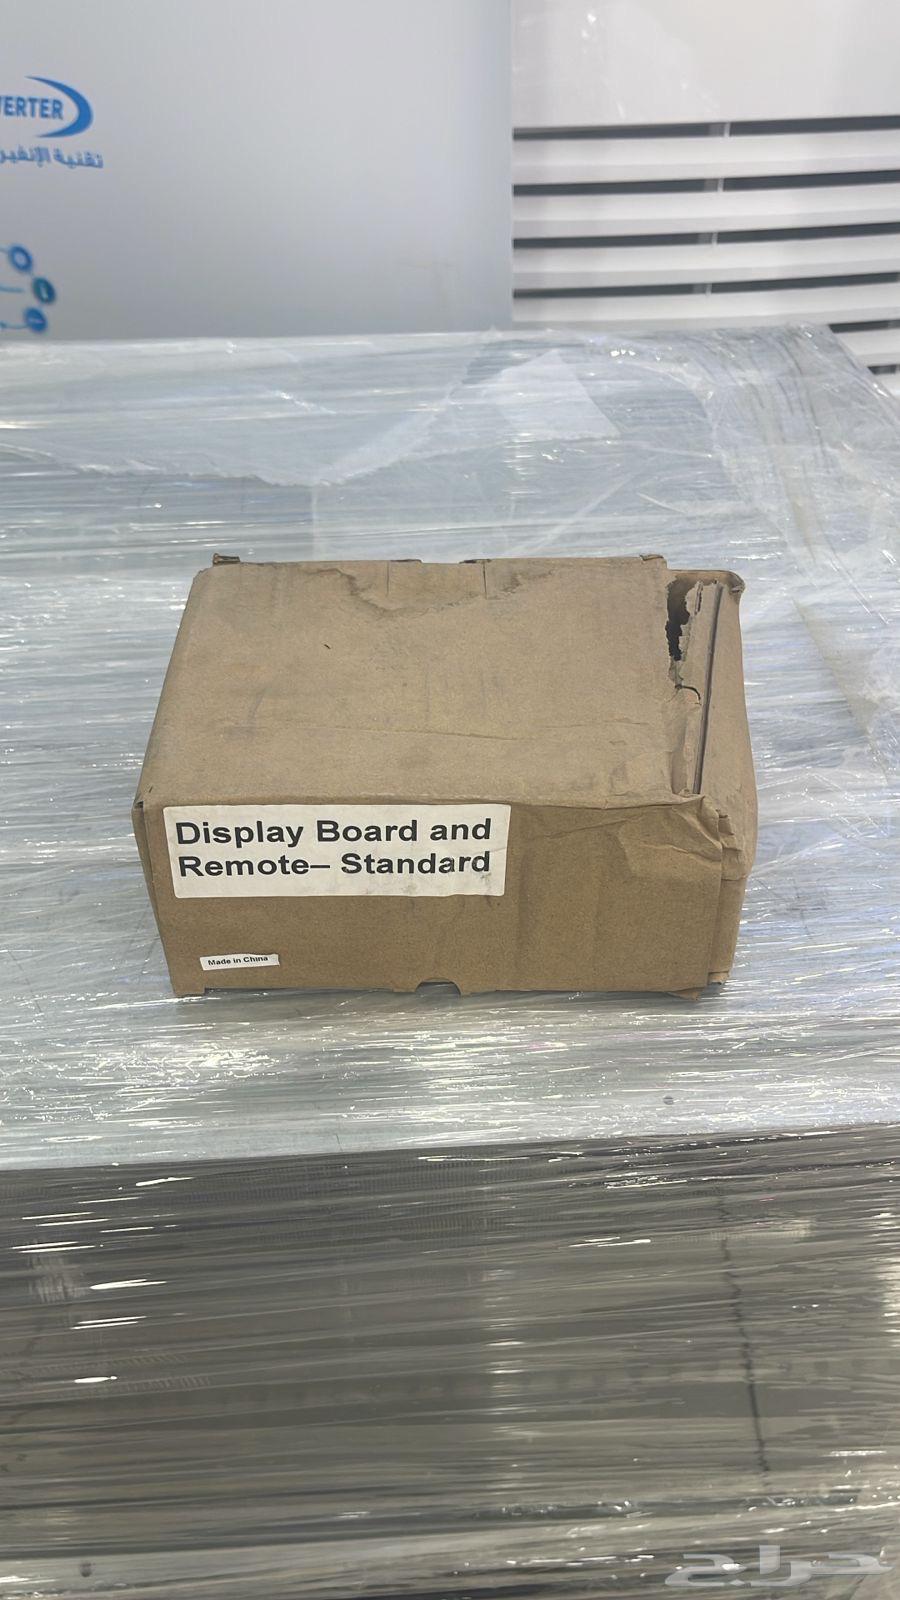 VERTER
تقنية الإنفير
Display Board and
Remote– Standard
Made in China
حراج